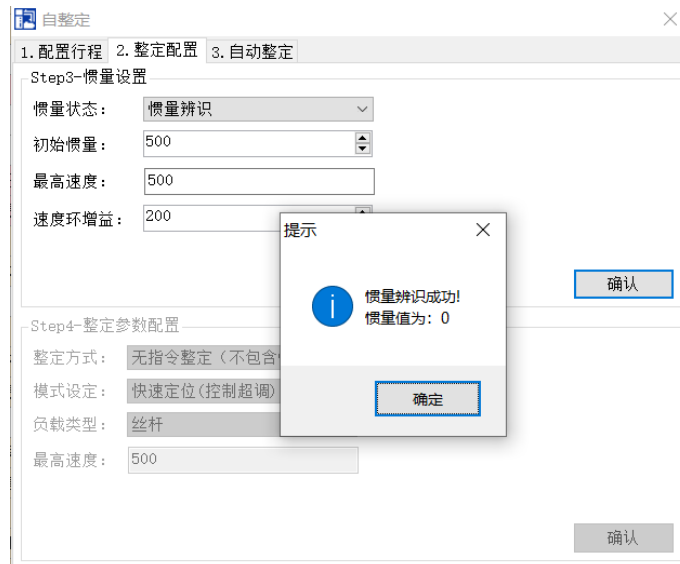 自整定
1.配置行程 2.整定配置 3.自动整定
Step3-惯量设置
惯量状态： 惯量辨识
初始惯量： 500
最高速度： 500
速度环增益： 200
提示
惯量辨识成功!
惯量值为：0
确定
确认
Step4-整定参数配置
整定方式： 无指令整定（不包含
模式设定： 快速定位(控制超调)
负载类型： 丝杆
最高速度： 500
确认